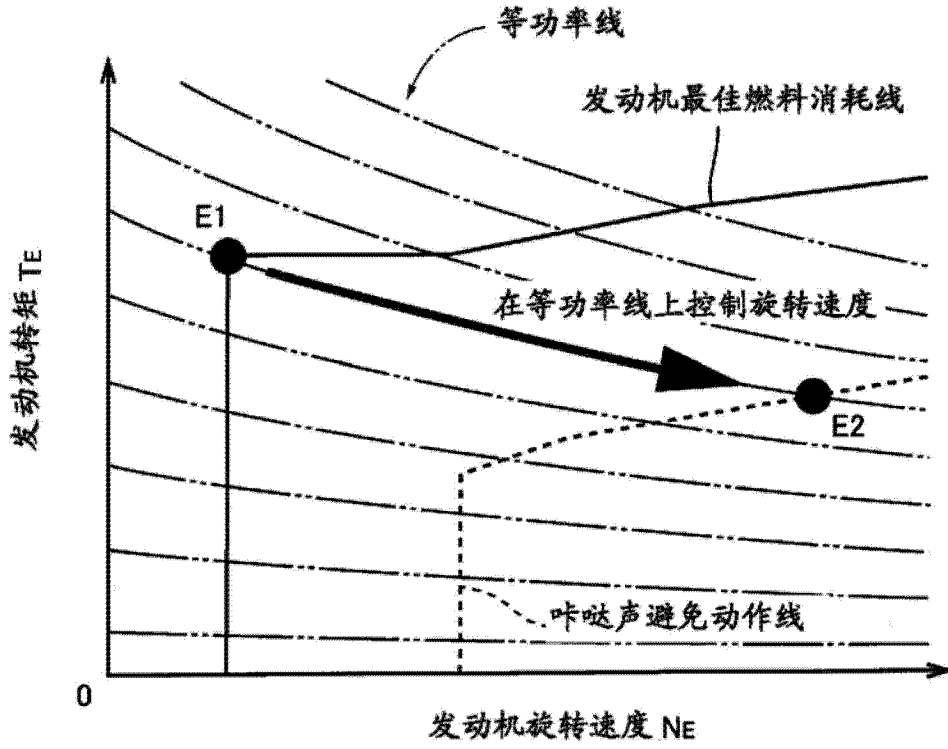 等功率线
发动机最佳燃料消耗线
E1
在等功率线上控制旋转速度
E2
咔哒声避免动作线
发动机转矩 TE
0
发动机旋转速度 NE